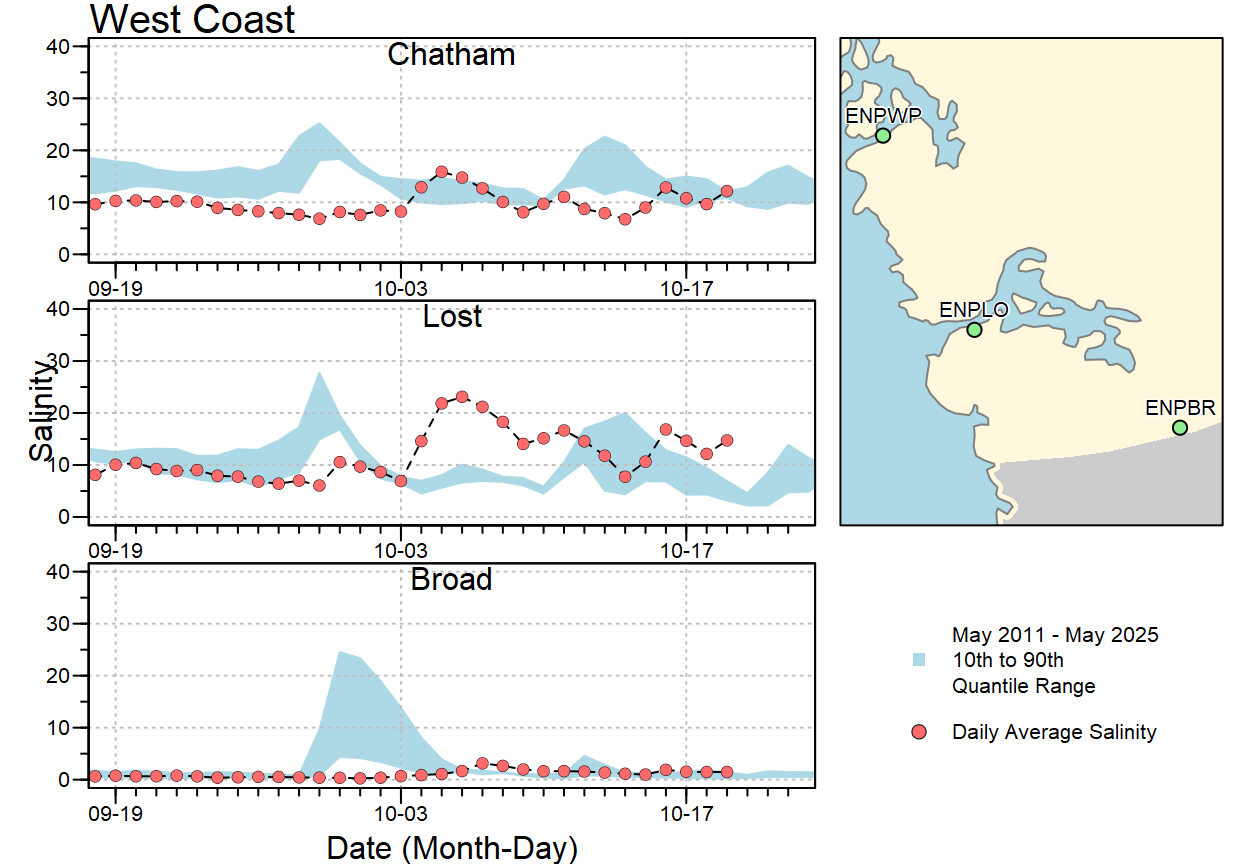 West Coast
Chatham
40
30
20
10
0
09-19
10-03
10-17
Lost
40
30
20
10
0
09-19
10-03
10-17
Salinity
Broad
40
30
20
10
0
09-19
10-03
10-17
Date (Month-Day)
ENPWP
ENPLO
ENPBR
May 2011 - May 2025
10th to 90th
Quantile Range
Daily Average Salinity